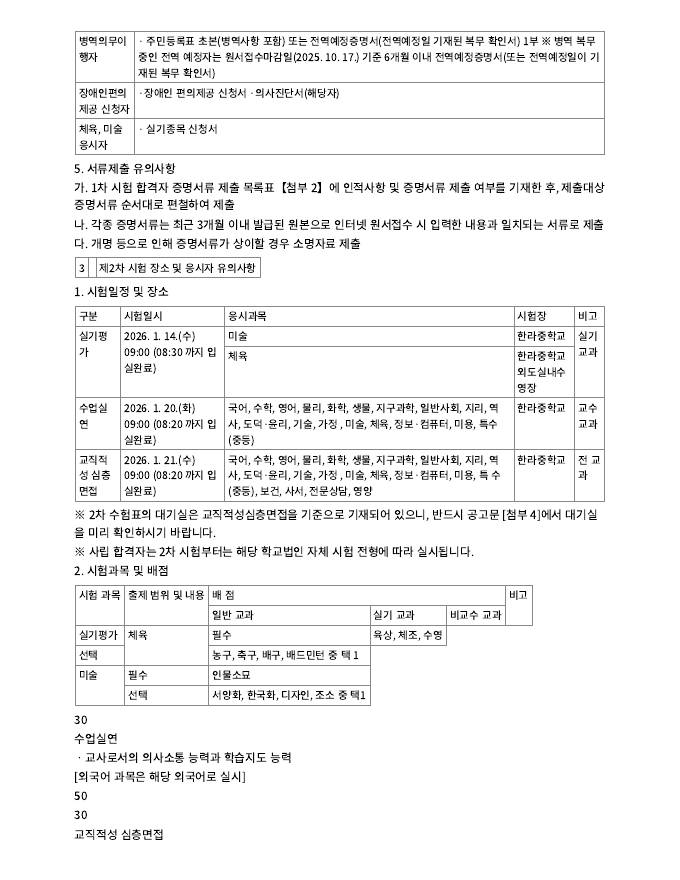 병역의무이
행자
· 주민등록표 초본(병역사항 포함) 또는 전역예정증명서(전역예정일 기재된 복무 확인서) 1부 ※ 병역 복무
중인 전역 예정자는 원서접수마감일(2025. 10. 17.) 기준 6개월 이내 전역예정증명서(또는 전역예정일이 기
재된 복무 확인서)
장애인편의
제공 신청자
·장애인 편의제공 신청서 ·의사진단서(해당자)
체육, 미술
응시자
· 실기종목 신청서
5. 서류제출 유의사항
가. 1차 시험 합격자 증명서류 제출 목록표【첨부 2】에 인적사항 및 증명서류 제출 여부를 기재한 후, 제출대상
증명서류 순서대로 편철하여 제출
나. 각종 증명서류는 최근 3개월 이내 발급된 원본으로 인터넷 원서접수 시 입력한 내용과 일치되는 서류로 제출
다. 개명 등으로 인해 증명서류가 상이할 경우 소명자료 제출
3 제2차 시험 장소 및 응시자 유의사항
1. 시험일정 및 장소
구분 시험일시 응시과목 시험장 비고
실기평
가
2026. 1. 14.(수)
09:00 (08:30 까지 입
실완료)
미술
한라중학교
실기
교과
체육
한라중학교
외도실내수
영장
수업실
연
2026. 1. 20.(화)
09:00 (08:20 까지 입
실완료)
국어, 수학, 영어, 물리, 화학, 생물, 지구과학, 일반사회, 지리, 역
사, 도덕·윤리, 기술, 가정 , 미술, 체육, 정보·컴퓨터, 미용, 특수
(중등)
한라중학교
교수
교과
교직적
성 심층
면접
2026. 1. 21.(수)
09:00 (08:20 까지 입
실완료)
국어, 수학, 영어, 물리, 화학, 생물, 지구과학, 일반사회, 지리, 역
사, 도덕·윤리, 기술, 가정, 미술, 체육, 정보·컴퓨터, 미용, 특 수
(중등), 보건, 사서, 전문상담, 영양
한라중학교
전 교
과
※ 2차 수험표의 대기실은 교직적성심층면접을 기준으로 기재되어 있으니, 반드시 공고문 [첨부 4]에서 대기실
을 미리 확인하시기 바랍니다.
※ 사립 합격자는 2차 시험부터는 해당 학교법인 자체 시험 전형에 따라 실시됩니다.
2. 시험과목 및 배점
시험 과목 출제 범위 및 내용 배 점 비고
일반 교과 실기 교과 비교수 교과
실기평가 체육 필수 육상, 체조, 수영
선택 농구, 축구, 배구, 배드민턴 중 택 1
미술 필수 인물소묘
선택 서양화, 한국화, 디자인, 조소 중 택1
30
수업실연
· 교사로서의 의사소통 능력과 학습지도 능력
[외국어 과목은 해당 외국어로 실시]
50
30
교직적성 심층면접